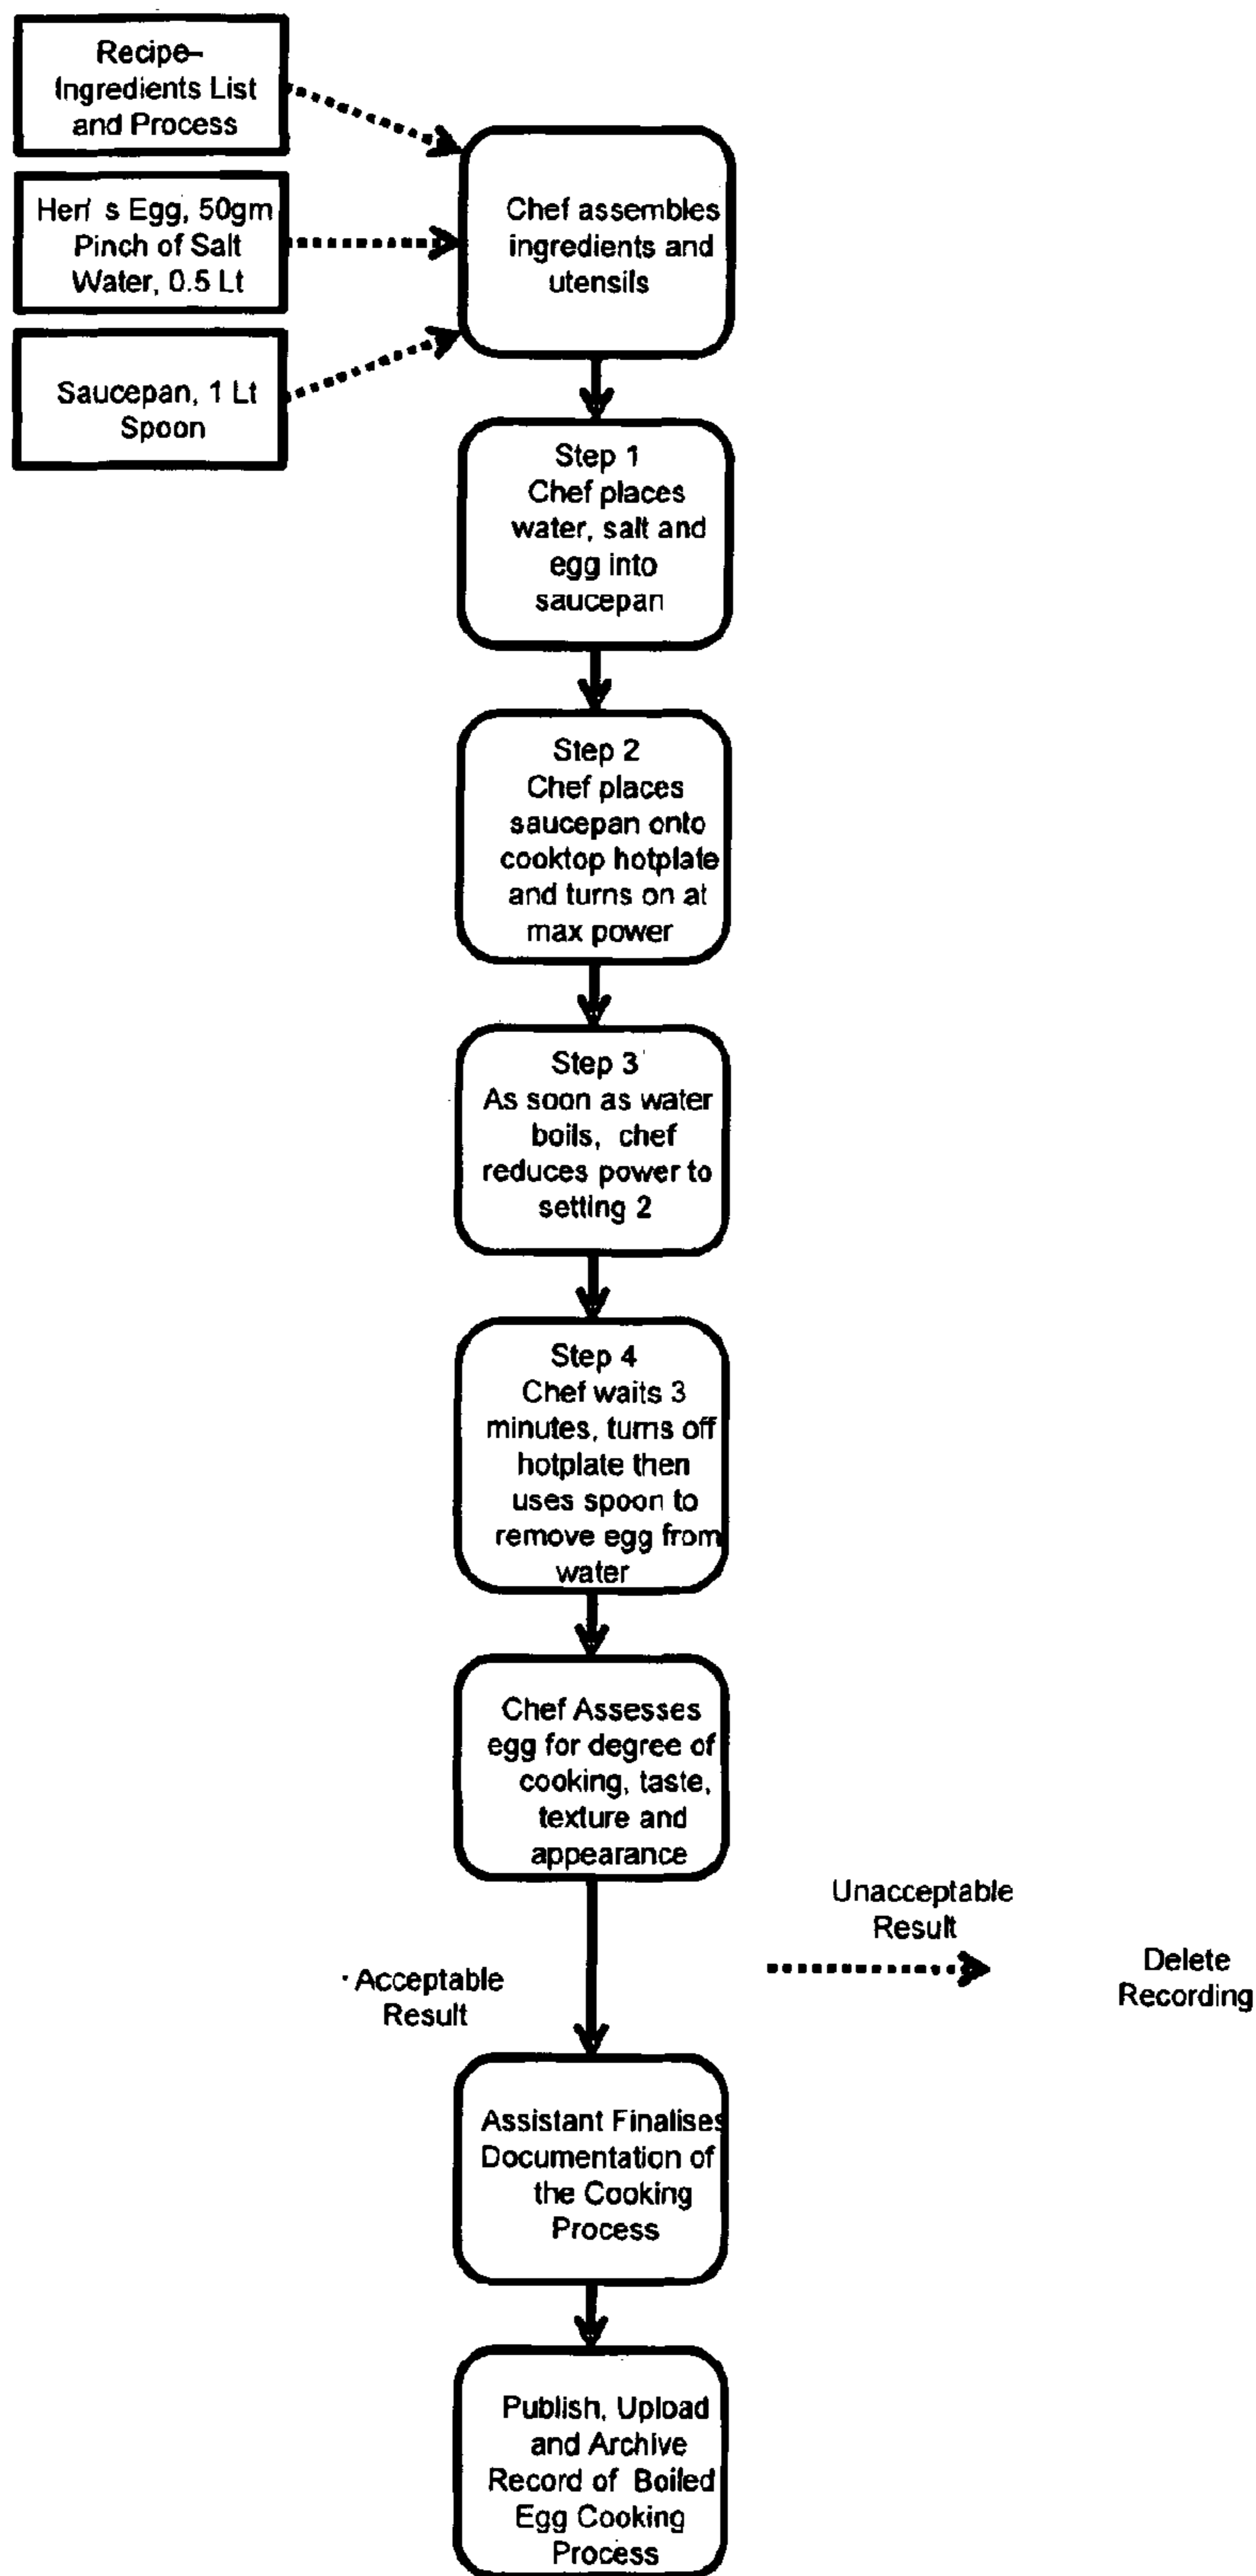 Recipe–
Ingredients List
and Process
Hen's Egg, 50gm
Pinch of Salt
Water, 0.5 Lt
Saucepan, 1 Lt
Spoon
Chef assembles
ingredients and
utensils
Step 1
Chef places
water, salt and
egg into
saucepan
Step 2
Chef places
saucepan onto
cooktop hotplate
and turns on at
max power
Step 3
As soon as water
boils, chef
reduces power to
setting 2
Step 4
Chef waits 3
minutes, turns off
hotplate then
uses spoon to
remove egg from
water
Chef Assesses
egg for degree of
cooking, taste,
texture and
appearance
Unacceptable
Result
Delete
Recording
Acceptable
Result
Assistant Finalises
Documentation of
the Cooking
Process
Publish, Upload
and Archive
Record of Boiled
Egg Cooking
Process